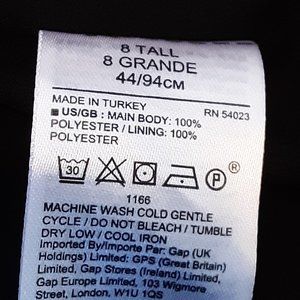 8 TALL
8 GRANDE
44/94CM
MADE IN TURKEY RN 54023
US/GB: MAIN BODY: 100%
POLYESTER / LINING: 100%
POLYESTER
30 P ®
1166
MACHINE WASH COLD GENTLE
CYCLE / DO NOT BLEACH / TUMBLE
DRY LOW / COOL IRON
Imported By/Importe Par: Gap (UK
Holdings) Limited: GPS (Great Britain)
Limited, Gap Stores (Ireland) Limited,
Gap Europe Limited, 103 Wigmore
Street, London, W1U 1QS